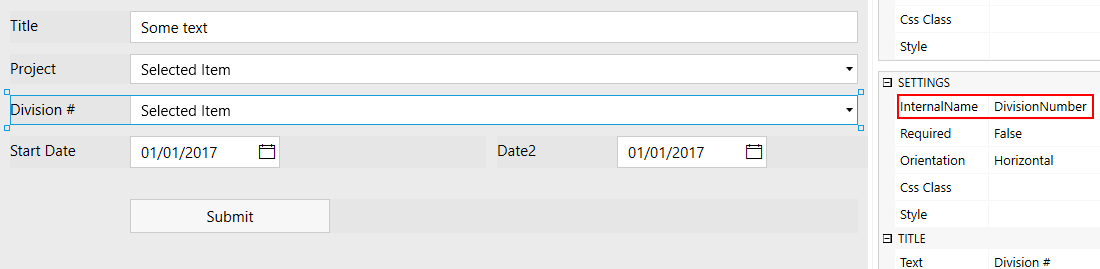 Title Some text
Project Selected Item
Division # Selected Item
Start Date 01/01/2017 Date2 01/01/2017
Submit
Css Class
Style
SETTINGS
InternalName DivisionNumber
Required False
Orientation Horizontal
Css Class
Style
TITLE
Text Division #